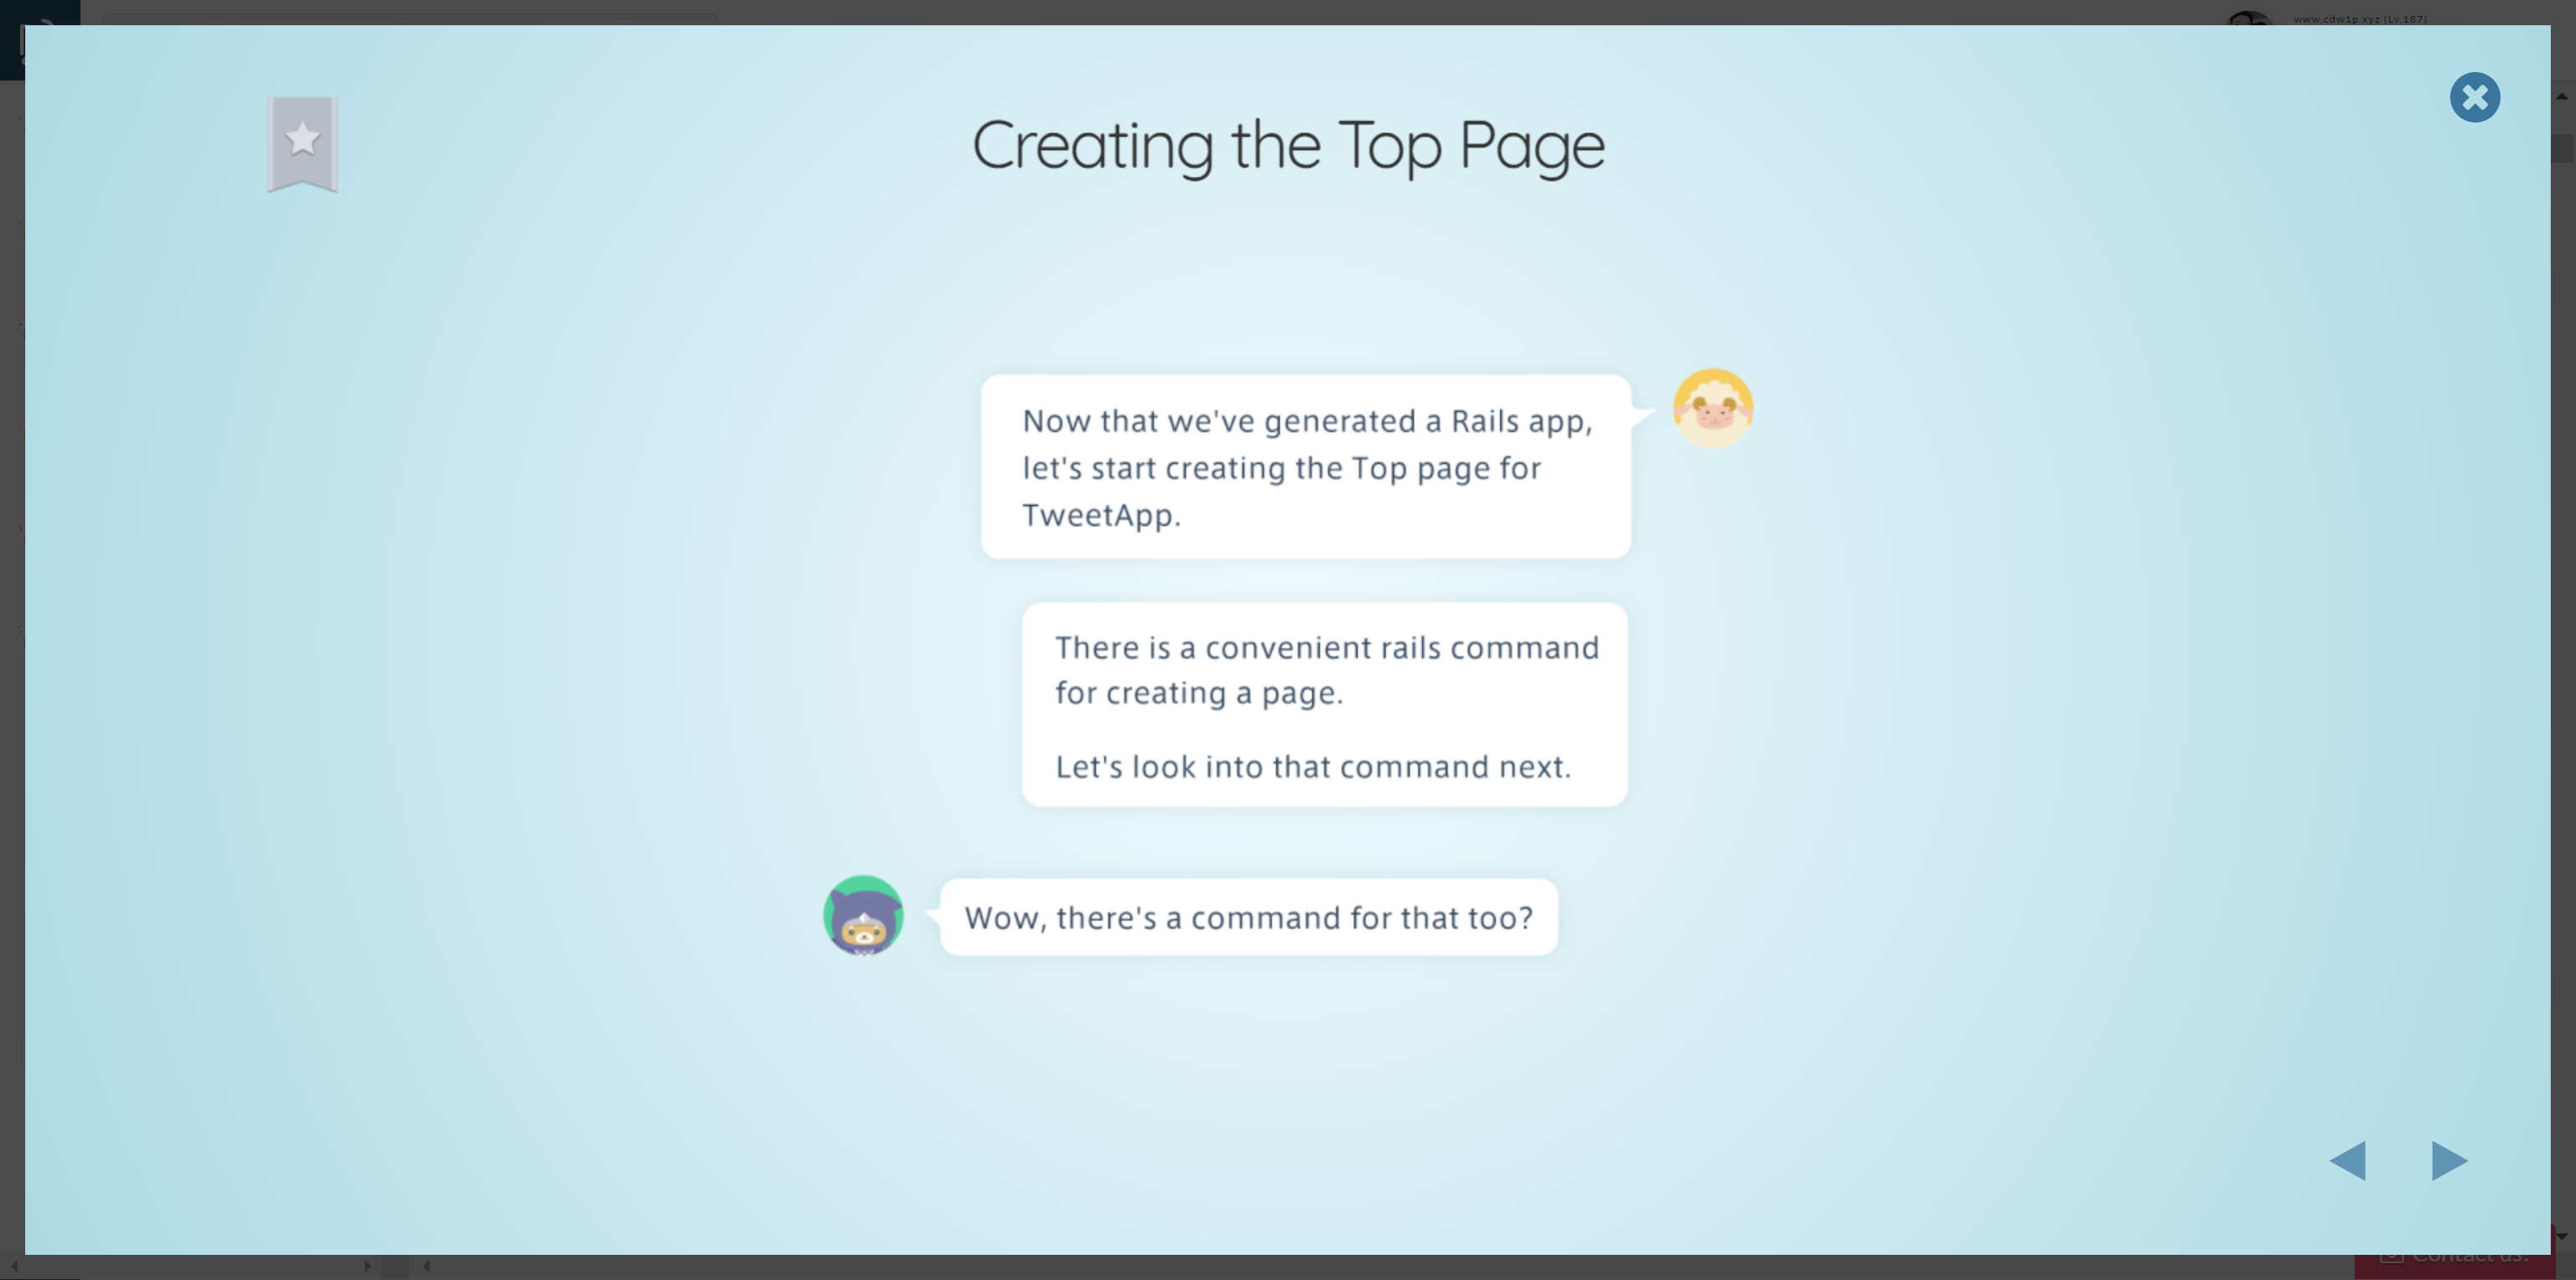 www.cdw1p.xyz (Lv.187)
Creating the Top Page
Now that we've generated a Rails app,
let's start creating the Top page for
TweetApp.
There is a convenient rails command
for creating a page.
Let's look into that command next.
Wow, there's a command for that too?
Contact us!